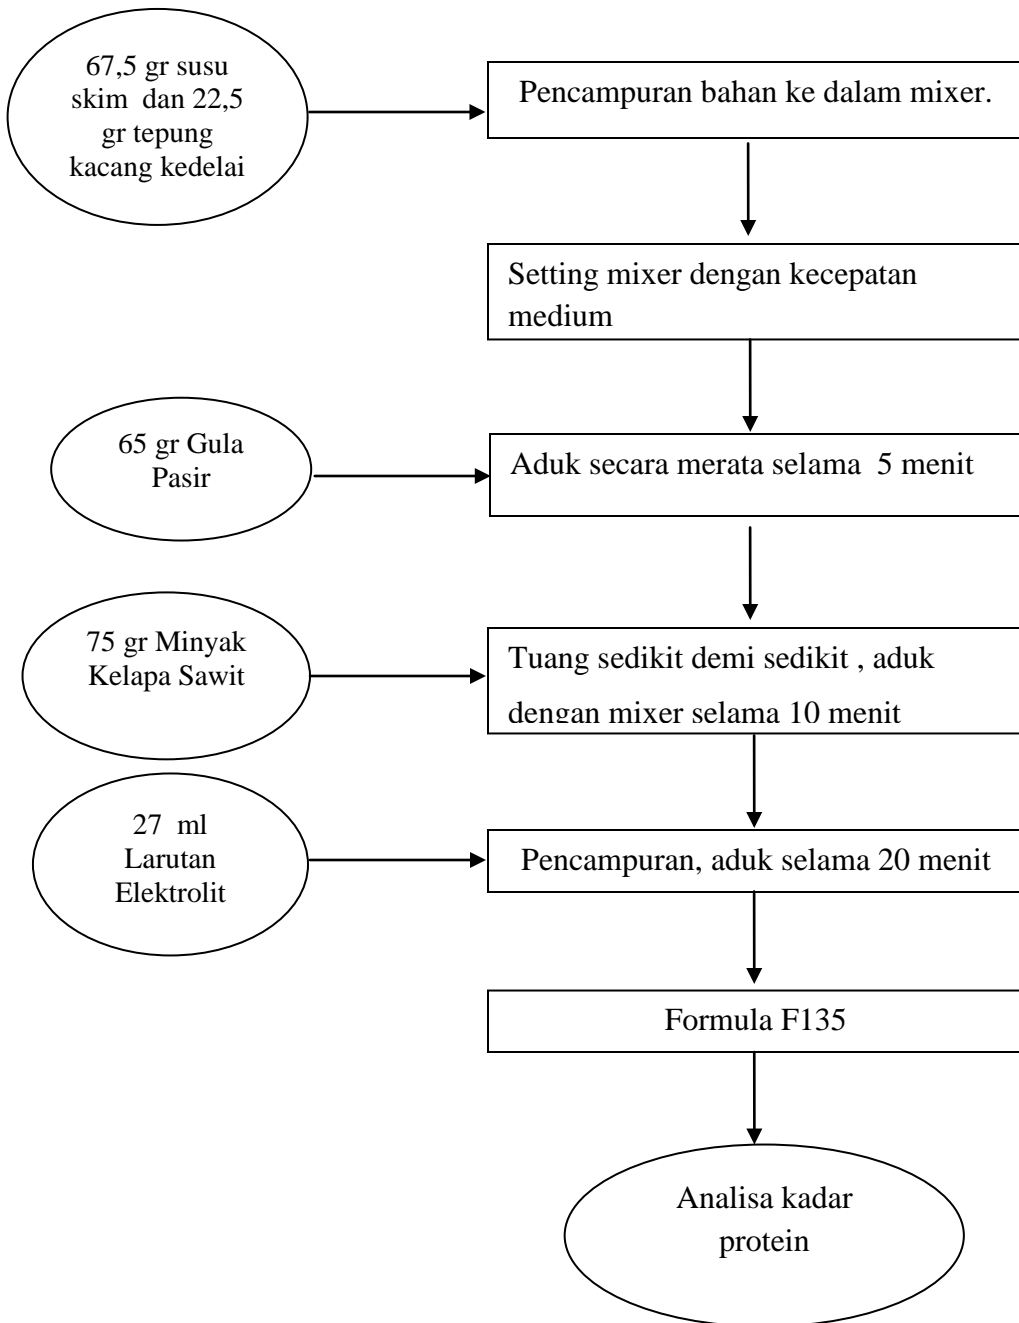 67,5 gr susu
skim dan 22,5
gr tepung
kacang kedelai
Pencampuran bahan ke dalam mixer.
Setting mixer dengan kecepatan
medium
65 gr Gula
Pasir
Aduk secara merata selama 5 menit
75 gr Minyak
Kelapa Sawit
Tuang sedikit demi sedikit , aduk
dengan mixer selama 10 menit
27 ml
Larutan
Elektrolit
Pencampuran, aduk selama 20 menit
Formula F135
Analisa kadar
protein